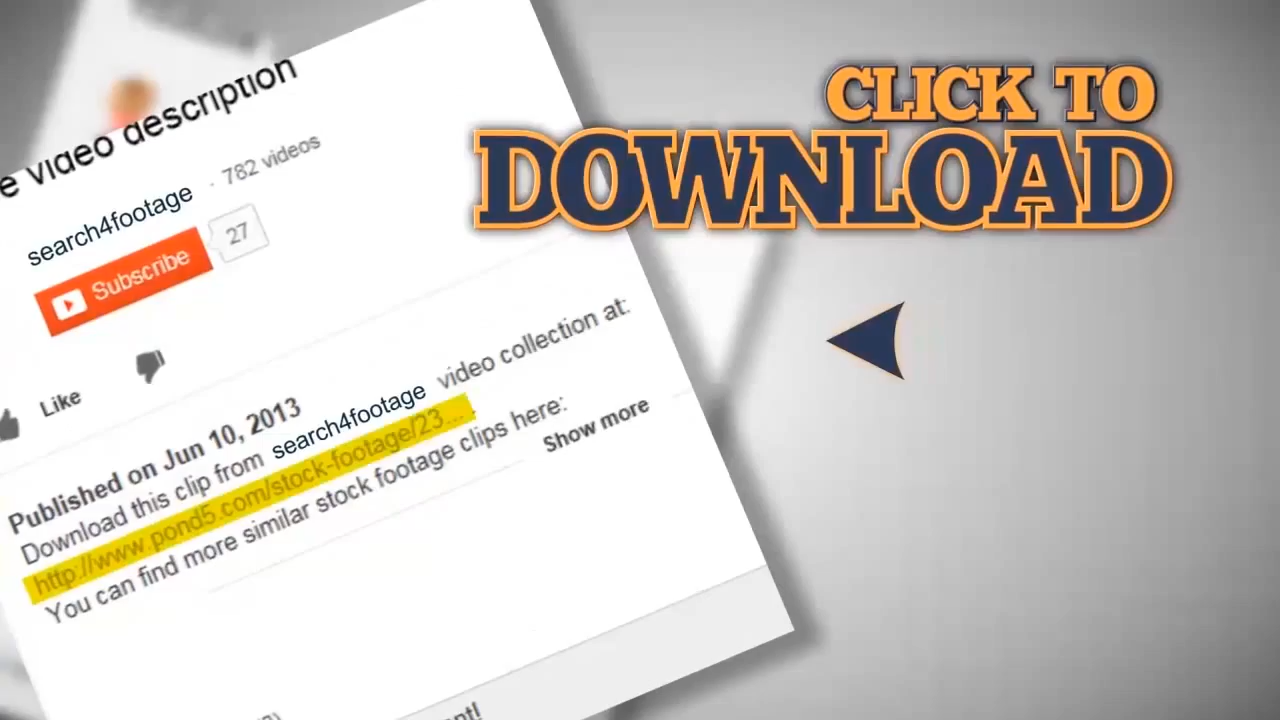 CLICK TO
DOWNLOAD
e video description
search4footage · 782 videos
Subscribe 27
Like
Published on Jun 10, 2013
Download this clip from search4footage video collection at:
http://www.pond5.com/stock-footage/23... .
You can find more similar stock footage clips here:
Show more